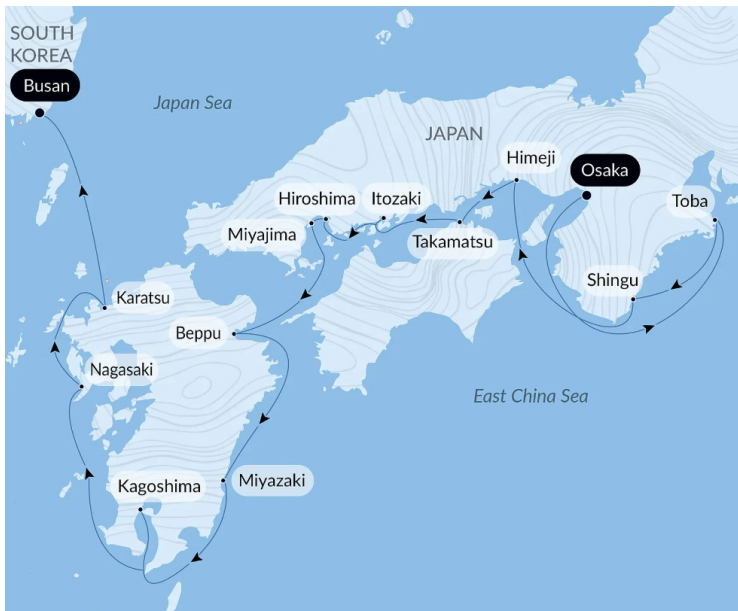 SOUTH
KOREA
Busan
Japan Sea
JAPAN
Himeji
Osaka
Hiroshima
Itozaki
Toba
Miyajima
Takamatsu
Shingu
Karatsu
Beppu
Nagasaki
East China Sea
Kagoshima
Miyazaki